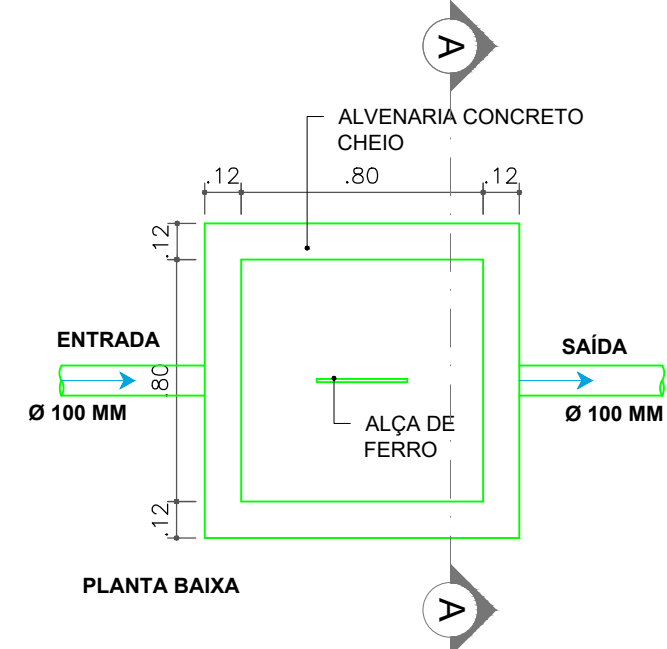 A
ALVENARIA CONCRETO
CHEIO
.12 .80 .12
.12
ENTRADA
SAÍDA
.80
Ø 100 MM
Ø 100 MM
ALÇA DE
FERRO
.12
PLANTA BAIXA
A